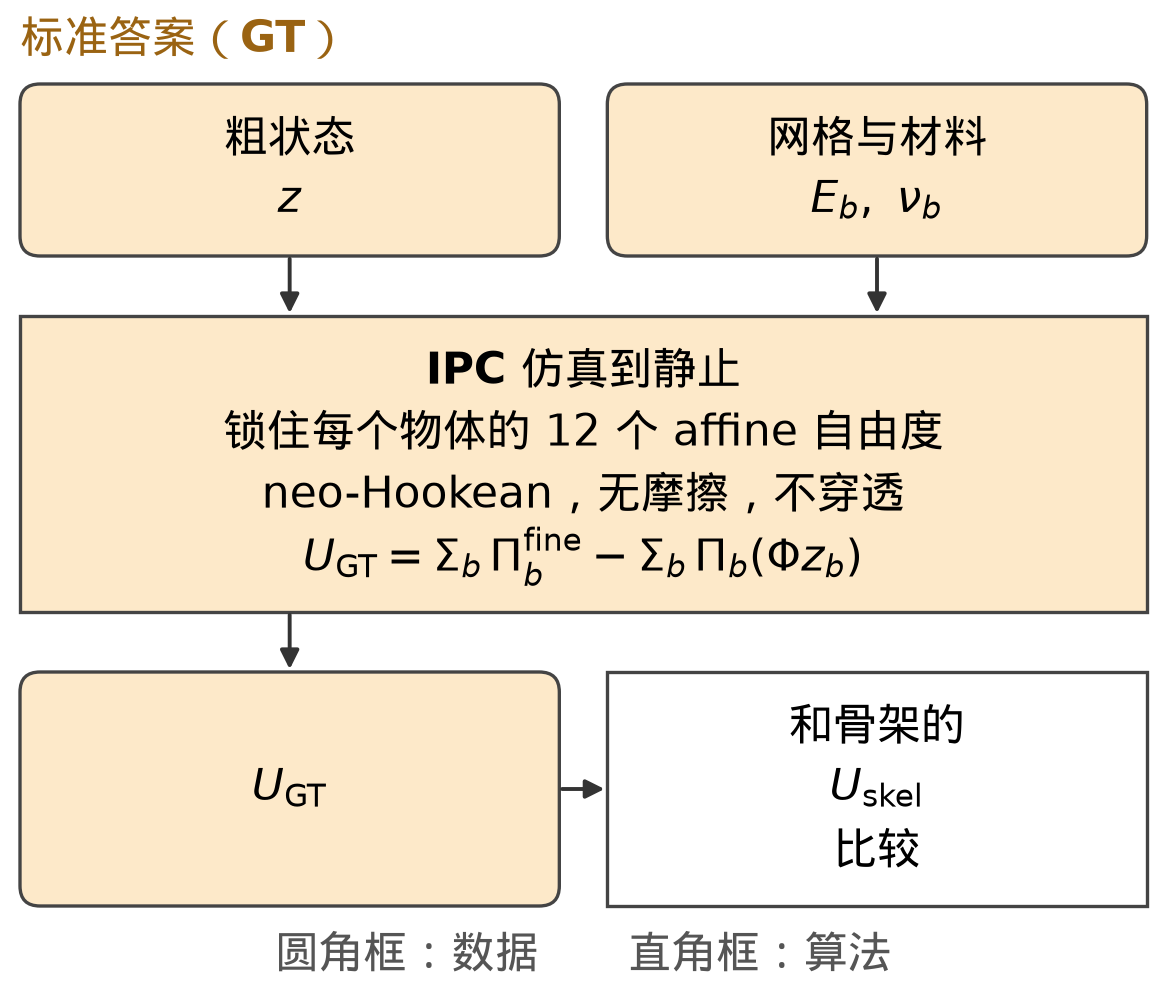 标准答案（GT）
粗状态
z
网格与材料
E_b, ν_b
IPC 仿真到静止
锁住每个物体的 12 个 affine 自由度
neo-Hookean，无摩擦，不穿透
U_GT = Σ_b Π_b^fine − Σ_b Π_b(Φz_b)
U_GT
和骨架的
U_skel
比较
圆角框：数据 直角框：算法